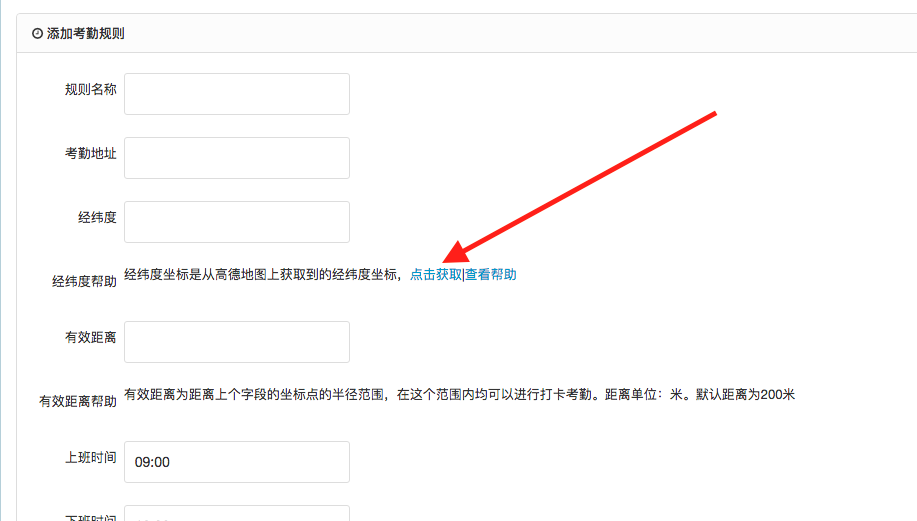 添加考勤规则
规则名称
考勤地址
经纬度
经纬度帮助 经纬度坐标是从高德地图上获取到的经纬度坐标，点击获取|查看帮助
有效距离
有效距离帮助 有效距离为距离上个字段的坐标点的半径范围，在这个范围内均可以进行打卡考勤。距离单位：米。默认距离为200米
上班时间 09:00
下班时间